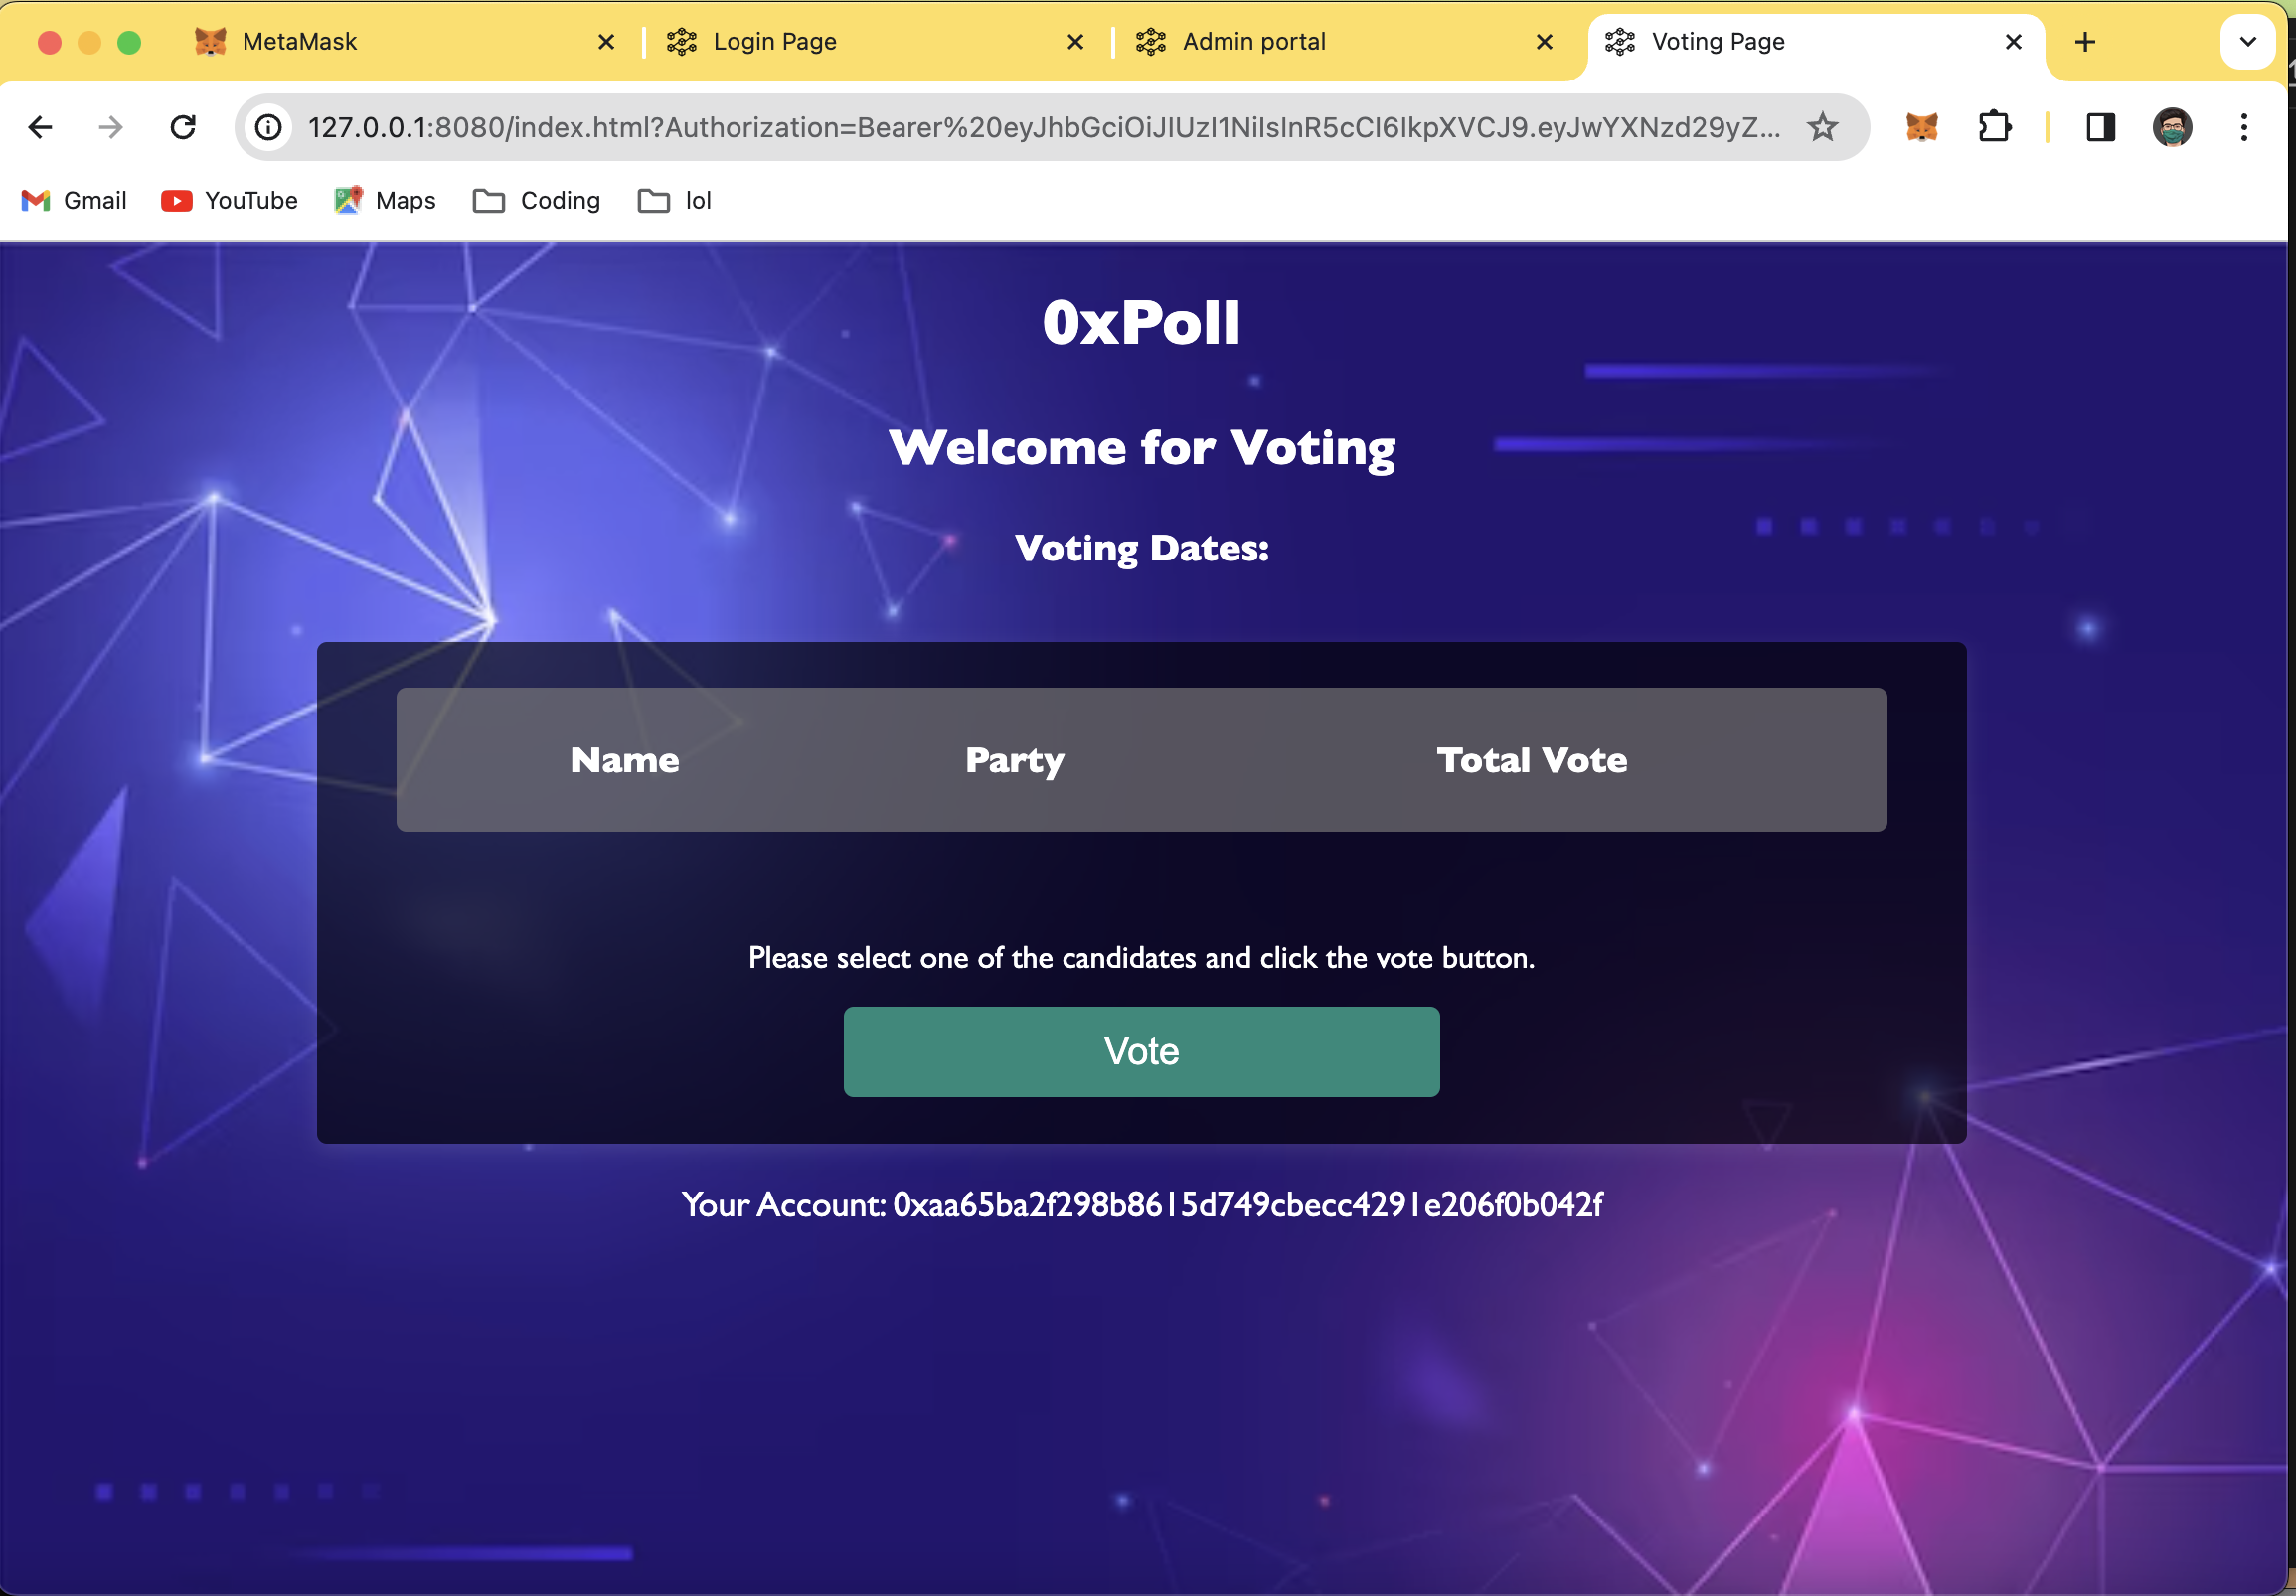 MetaMask
Login Page
Admin portal
Voting Page
127.0.0.1:8080/index.html?Authorization=Bearer%20eyJhbGciOiJIUzI1NiIsInR5cCI6IkpXVCJ9.eyJwYXNzd29yZ...
Gmail
YouTube
Maps
Coding
lol
0xPoll
Welcome for Voting
Voting Dates:
Name Party Total Vote
Please select one of the candidates and click the vote button.
Vote
Your Account: 0xaa65ba2f298b8615d749cbecc4291e206f0b042f